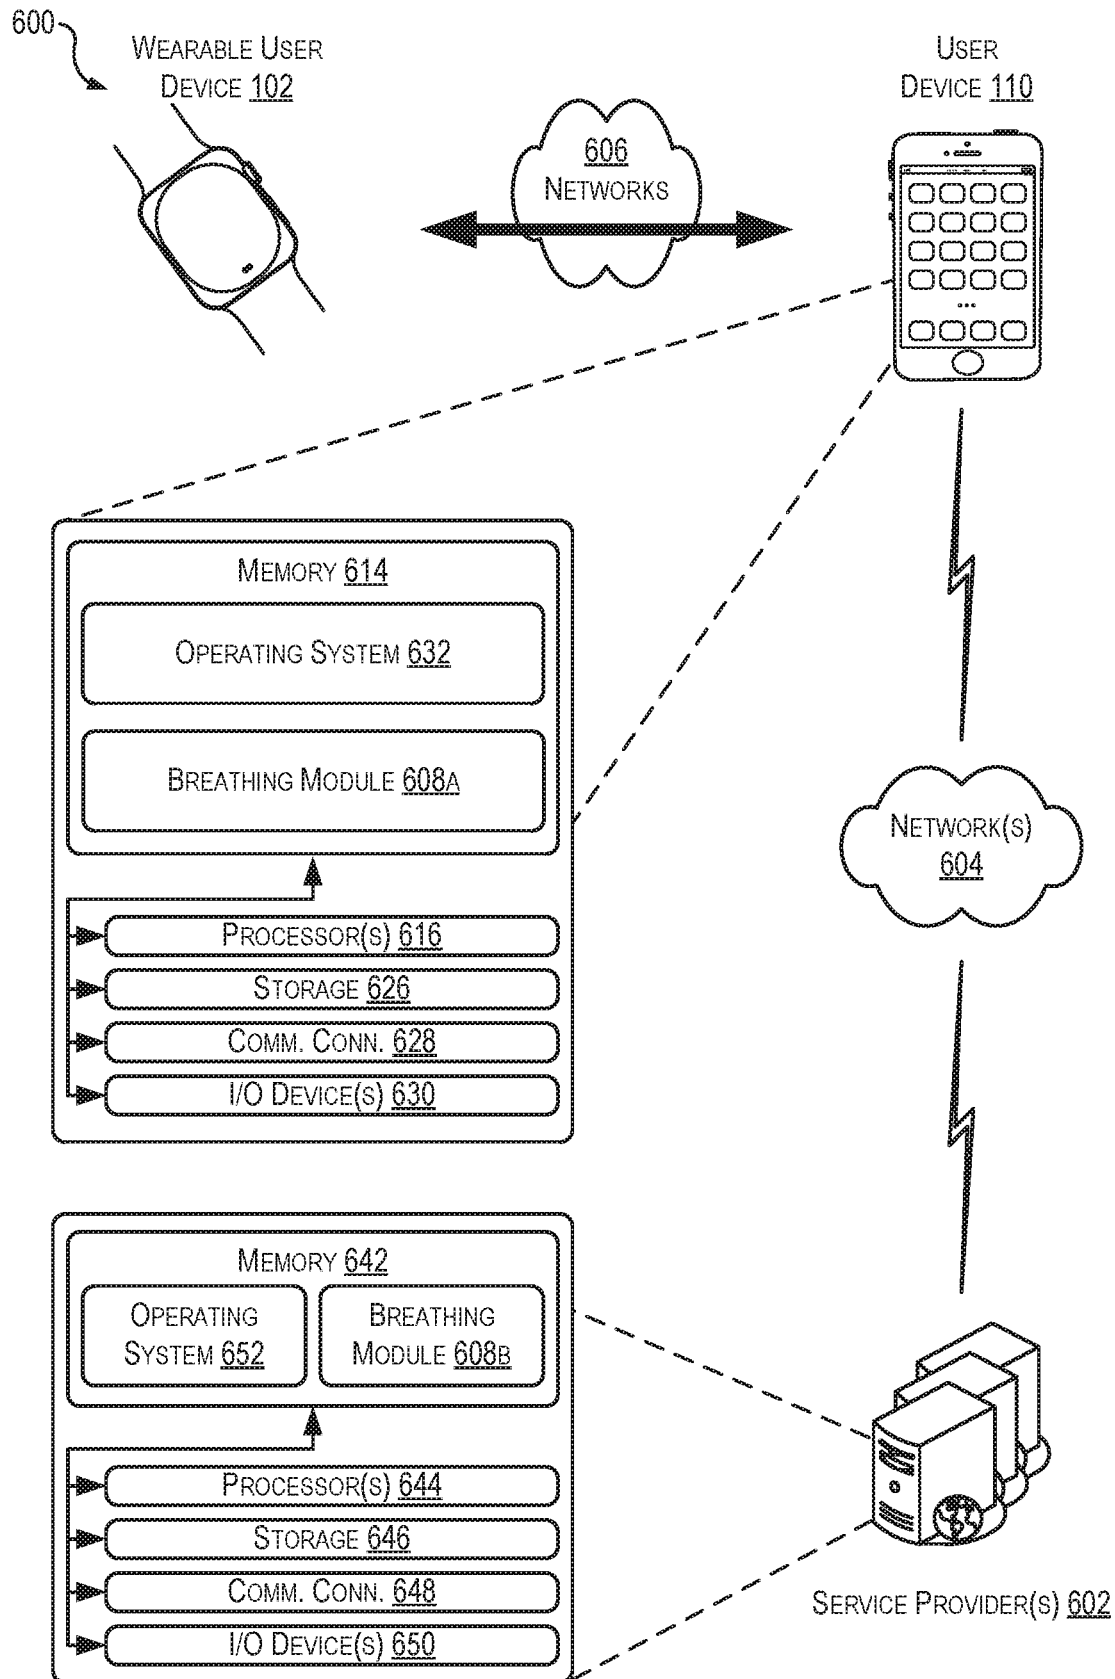 600
WEARABLE USER
DEVICE 102
USER
DEVICE 110
606
NETWORKS
MEMORY 614
OPERATING SYSTEM 632
BREATHING MODULE 608A
PROCESSOR(S) 616
STORAGE 626
COMM. CONN. 628
I/O DEVICE(S) 630
NETWORK(S)
604
MEMORY 642
OPERATING
SYSTEM 652
BREATHING
MODULE 608B
PROCESSOR(S) 644
STORAGE 646
COMM. CONN. 648
I/O DEVICE(S) 650
SERVICE PROVIDER(S) 602